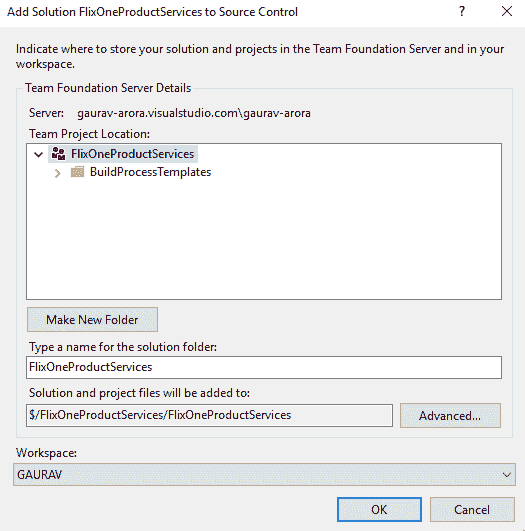 Add Solution FlixOneProductServices to Source Control
?
Indicate where to store your solution and projects in the Team Foundation Server and in your
workspace.
Team Foundation Server Details
Server: gaurav-arora.visualstudio.com\gaurav-arora
Team Project Location:
FlixOneProductServices
BuildProcessTemplates
Make New Folder
Type a name for the solution folder:
FlixOneProductServices
Solution and project files will be added to:
$/FlixOneProductServices/FlixOneProductServices
Advanced...
Workspace:
GAURAV
OK
Cancel